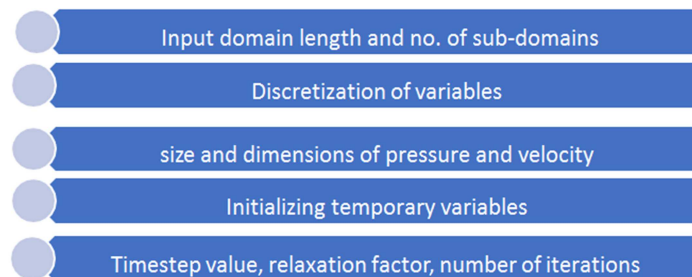 Input domain length and no. of sub-domains
Discretization of variables
size and dimensions of pressure and velocity
Initializing temporary variables
Timestep value, relaxation factor, number of iterations